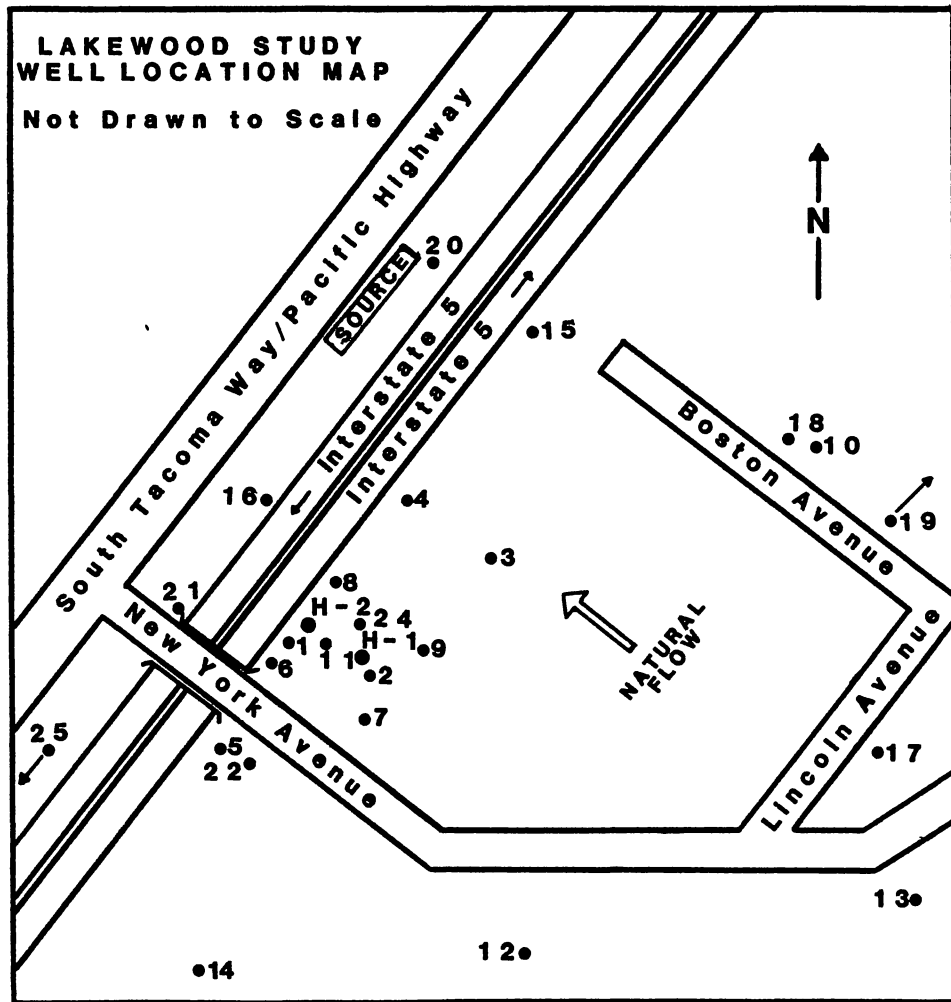 LAKEWOOD STUDY
WELL LOCATION MAP
Not Drawn to Scale
South Tacoma Way/Pacific Highway
N
20
SOURCE
Interstate 5
Interstate 5
15
Boston Avenue
18
10
16
4
19
3
8
21
H-2
24
H-1
1
11
9
6
2
NATURAL
FLOW
New York Avenue
7
Lincoln Avenue
25
5
22
17
13
12
14